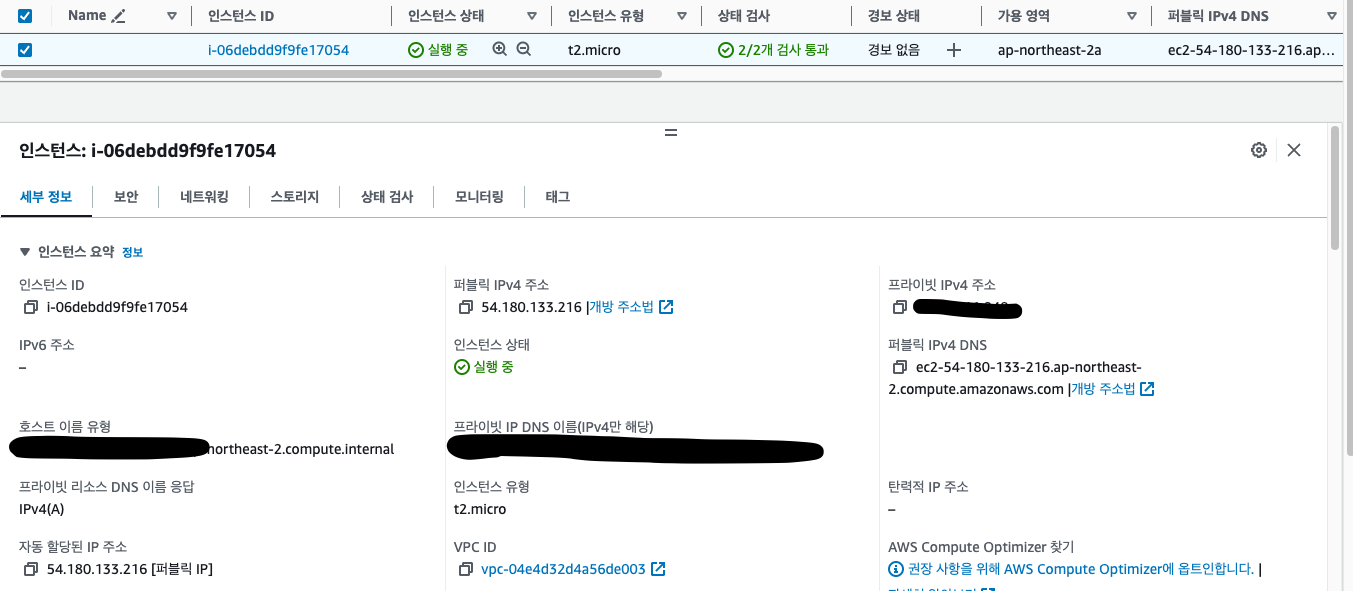 Name 인스턴스 ID 인스턴스 상태 인스턴스 유형 상태 검사 경보 상태 가용 영역 퍼블릭 IPv4 DNS
i-06debdd9f9fe17054 실행 중 t2.micro 2/2개 검사 통과 경보 없음 ap-northeast-2a ec2-54-180-133-216.ap...
인스턴스: i-06debdd9f9fe17054
세부 정보 보안 네트워킹 스토리지 상태 검사 모니터링 태그
인스턴스 요약 정보
인스턴스 ID
i-06debdd9f9fe17054
퍼블릭 IPv4 주소
54.180.133.216 |개방 주소법
프라이빗 IPv4 주소
IPv6 주소
–
인스턴스 상태
실행 중
퍼블릭 IPv4 DNS
ec2-54-180-133-216.ap-northeast-
2.compute.amazonaws.com |개방 주소법
호스트 이름 유형
northeast-2.compute.internal
프라이빗 IP DNS 이름(IPv4만 해당)
프라이빗 리소스 DNS 이름 응답
IPv4(A)
인스턴스 유형
t2.micro
탄력적 IP 주소
–
자동 할당된 IP 주소
54.180.133.216 [퍼블릭 IP]
VPC ID
vpc-04e4d32d4a56de003
AWS Compute Optimizer 찾기
권장 사항을 위해 AWS Compute Optimizer에 옵트인합니다. |